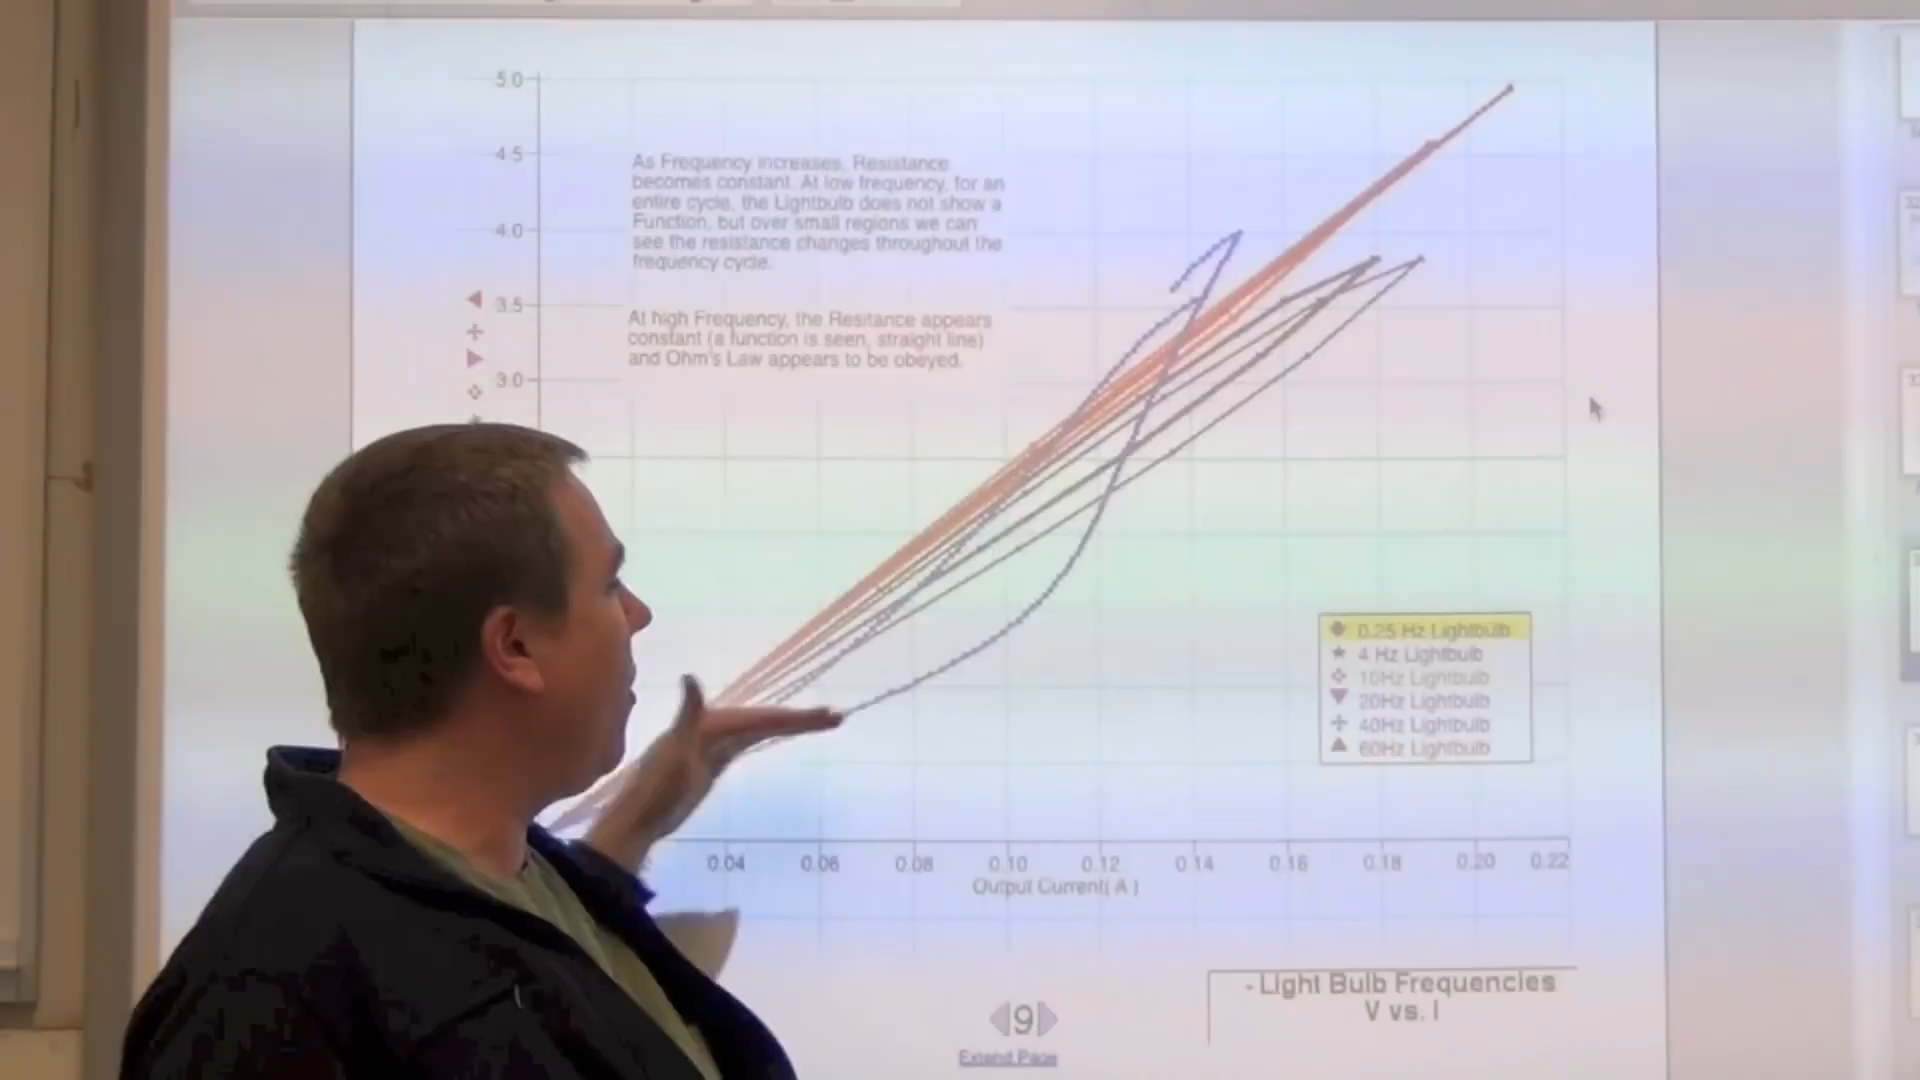 5.0
4.5
4.0
3.5
3.0
As Frequency increases, Resistance
becomes constant. At low frequency, for an
entire cycle, the Lightbulb does not show a
Function, but over small regions we can
see the resistance changes throughout the
frequency cycle.
At high Frequency, the Resitance appears
constant (a function is seen, straight line)
and Ohm's Law appears to be obeyed.
0.25 Hz Lightbulb
4 Hz Lightbulb
10Hz Lightbulb
20Hz Lightbulb
40Hz Lightbulb
60Hz Lightbulb
0.04 0.06 0.08 0.10 0.12 0.14 0.16 0.18 0.20 0.22
Output Current( A )
- Light Bulb Frequencies
V vs. I
9
Extend Page